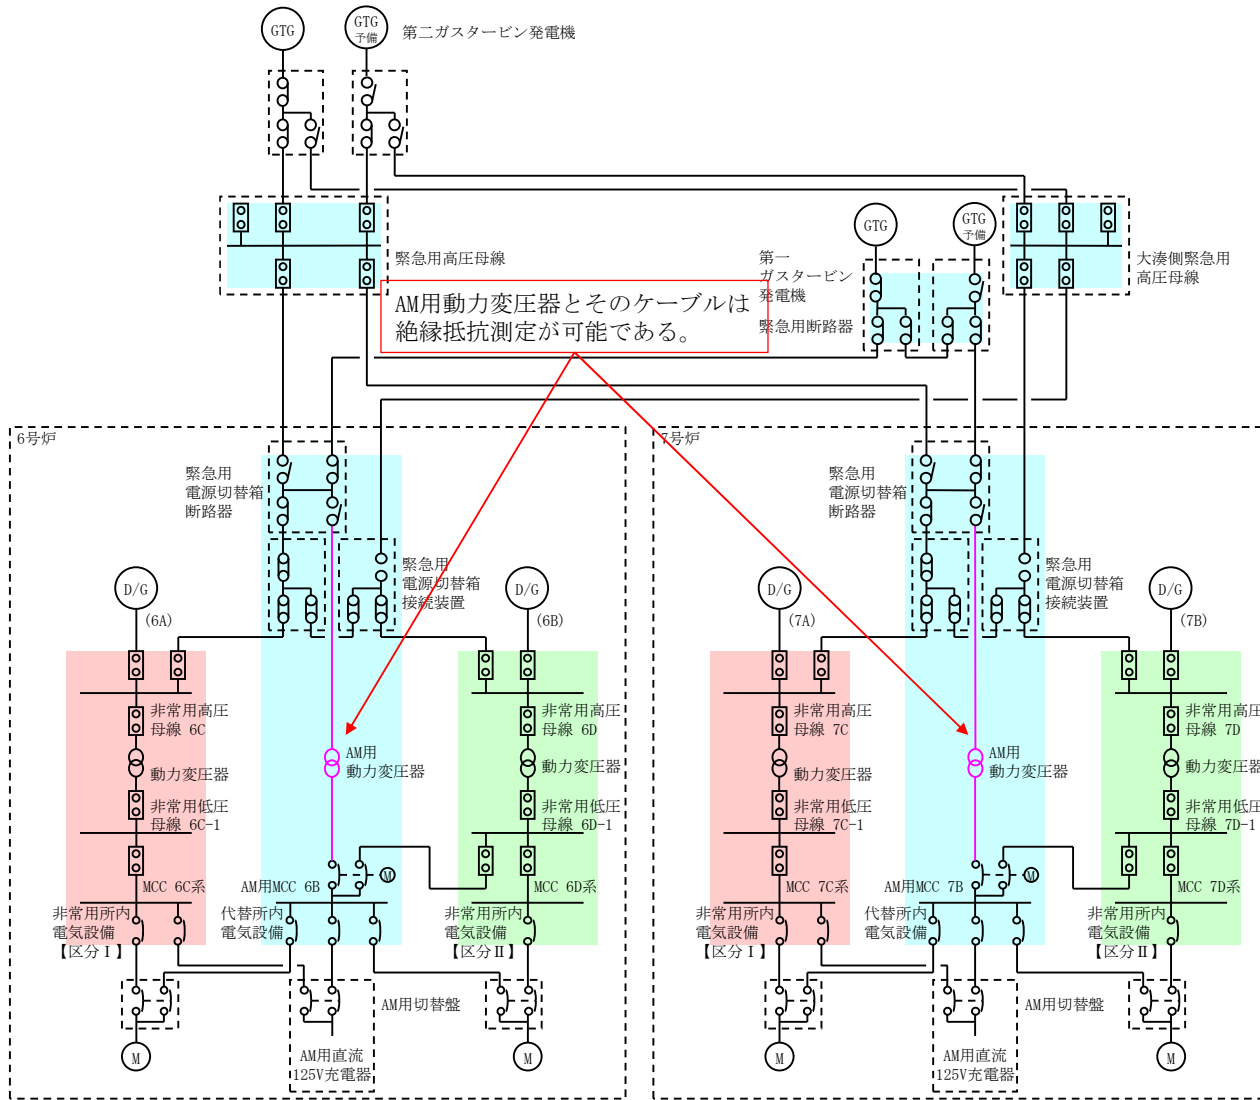 GTG
GTG
予備
第二ガスタービン発電機
緊急用高圧母線
GTG
GTG
予備
第一
ガスタービン
発電機
緊急用断路器
大湊側緊急用
高圧母線
AM用動力変圧器とそのケーブルは
絶縁抵抗測定が可能である。
6号炉
緊急用
電源切替箱
断路器
緊急用
電源切替箱
接続装置
D/G
(6A)
D/G
(6B)
非常用高圧
母線 6C
動力変圧器
非常用低圧
母線 6C-1
MCC 6C系
非常用所内
電気設備
【区分Ⅰ】
AM用
動力変圧器
AM用MCC 6B
M
代替所内
電気設備
非常用高圧
母線 6D
動力変圧器
非常用低圧
母線 6D-1
MCC 6D系
非常用所内
電気設備
【区分Ⅱ】
AM用切替盤
M
AM用直流
125V充電器
M
7号炉
緊急用
電源切替箱
断路器
緊急用
電源切替箱
接続装置
D/G
(7A)
D/G
(7B)
非常用高圧
母線 7C
動力変圧器
非常用低圧
母線 7C-1
MCC 7C系
非常用所内
電気設備
【区分Ⅰ】
AM用
動力変圧器
AM用MCC 7B
M
代替所内
電気設備
非常用高圧
母線 7D
動力変圧器
非常用低圧
母線 7D-1
MCC 7D系
非常用所内
電気設備
【区分Ⅱ】
AM用切替盤
M
AM用直流
125V充電器
M